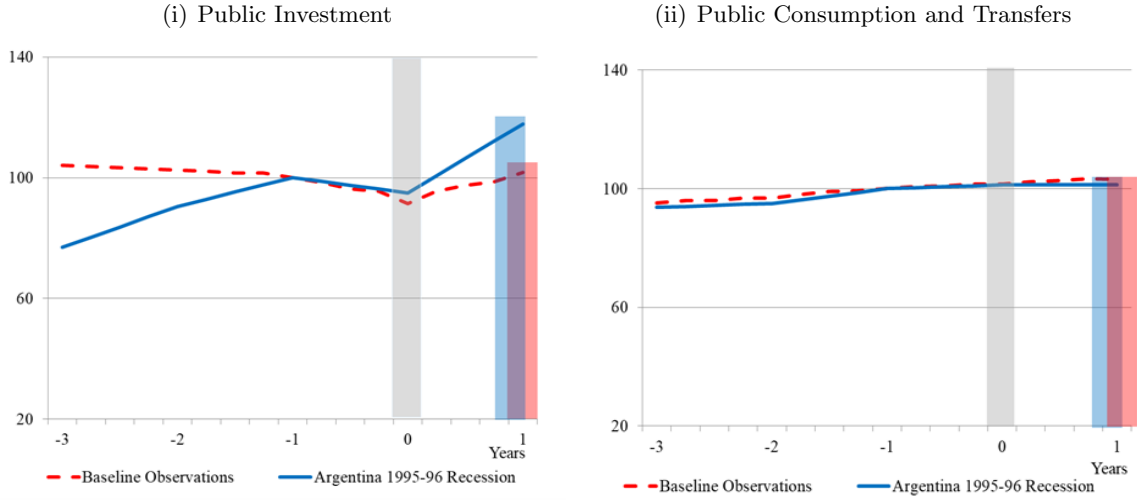 (i) Public Investment
140
100
60
20
-3 -2 -1 0 1
Years
Baseline Observations Argentina 1995-96 Recession
(ii) Public Consumption and Transfers
140
100
60
20
-3 -2 -1 0 1
Years
Baseline Observations Argentina 1995-96 Recession